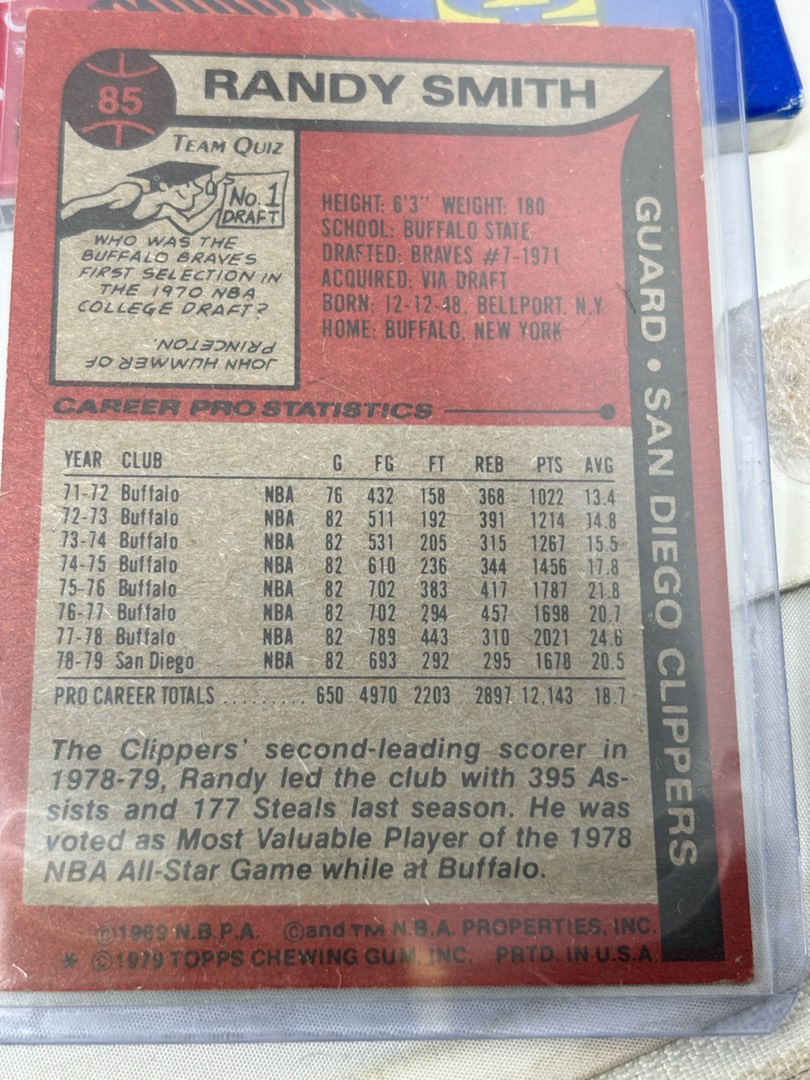 85
RANDY SMITH
TEAM QUIZ
No. 1
DRAFT
WHO WAS THE
BUFFALO BRAVES
FIRST SELECTION IN
THE 1970 NBA
COLLEGE DRAFT?
JOHN HUMMER OF
PRINCETON.
HEIGHT: 6'3" WEIGHT: 180
SCHOOL: BUFFALO STATE
DRAFTED: BRAVES #7-1971
ACQUIRED: VIA DRAFT
BORN: 12-12-48, BELLPORT, N.Y.
HOME: BUFFALO, NEW YORK
GUARD • SAN DIEGO CLIPPERS
CAREER PRO STATISTICS
YEAR CLUB G FG FT REB PTS AVG
71-72 Buffalo NBA 76 432 158 368 1022 13.4
72-73 Buffalo NBA 82 511 192 391 1214 14.8
73-74 Buffalo NBA 82 531 205 315 1267 15.5
74-75 Buffalo NBA 82 610 236 344 1456 17.8
75-76 Buffalo NBA 82 702 383 417 1787 21.8
76-77 Buffalo NBA 82 702 294 457 1698 20.7
77-78 Buffalo NBA 82 789 443 310 2021 24.6
78-79 San Diego NBA 82 693 292 295 1678 20.5
PRO CAREER TOTALS ......... 650 4970 2203 2897 12,143 18.7
The Clippers' second-leading scorer in
1978-79, Randy led the club with 395 As-
sists and 177 Steals last season. He was
voted as Most Valuable Player of the 1978
NBA All-Star Game while at Buffalo.
©1969 N.B.P.A. ©and TM N.B.A. PROPERTIES, INC.
* ©1979 TOPPS CHEWING GUM, INC. PRTD. IN U.S.A.